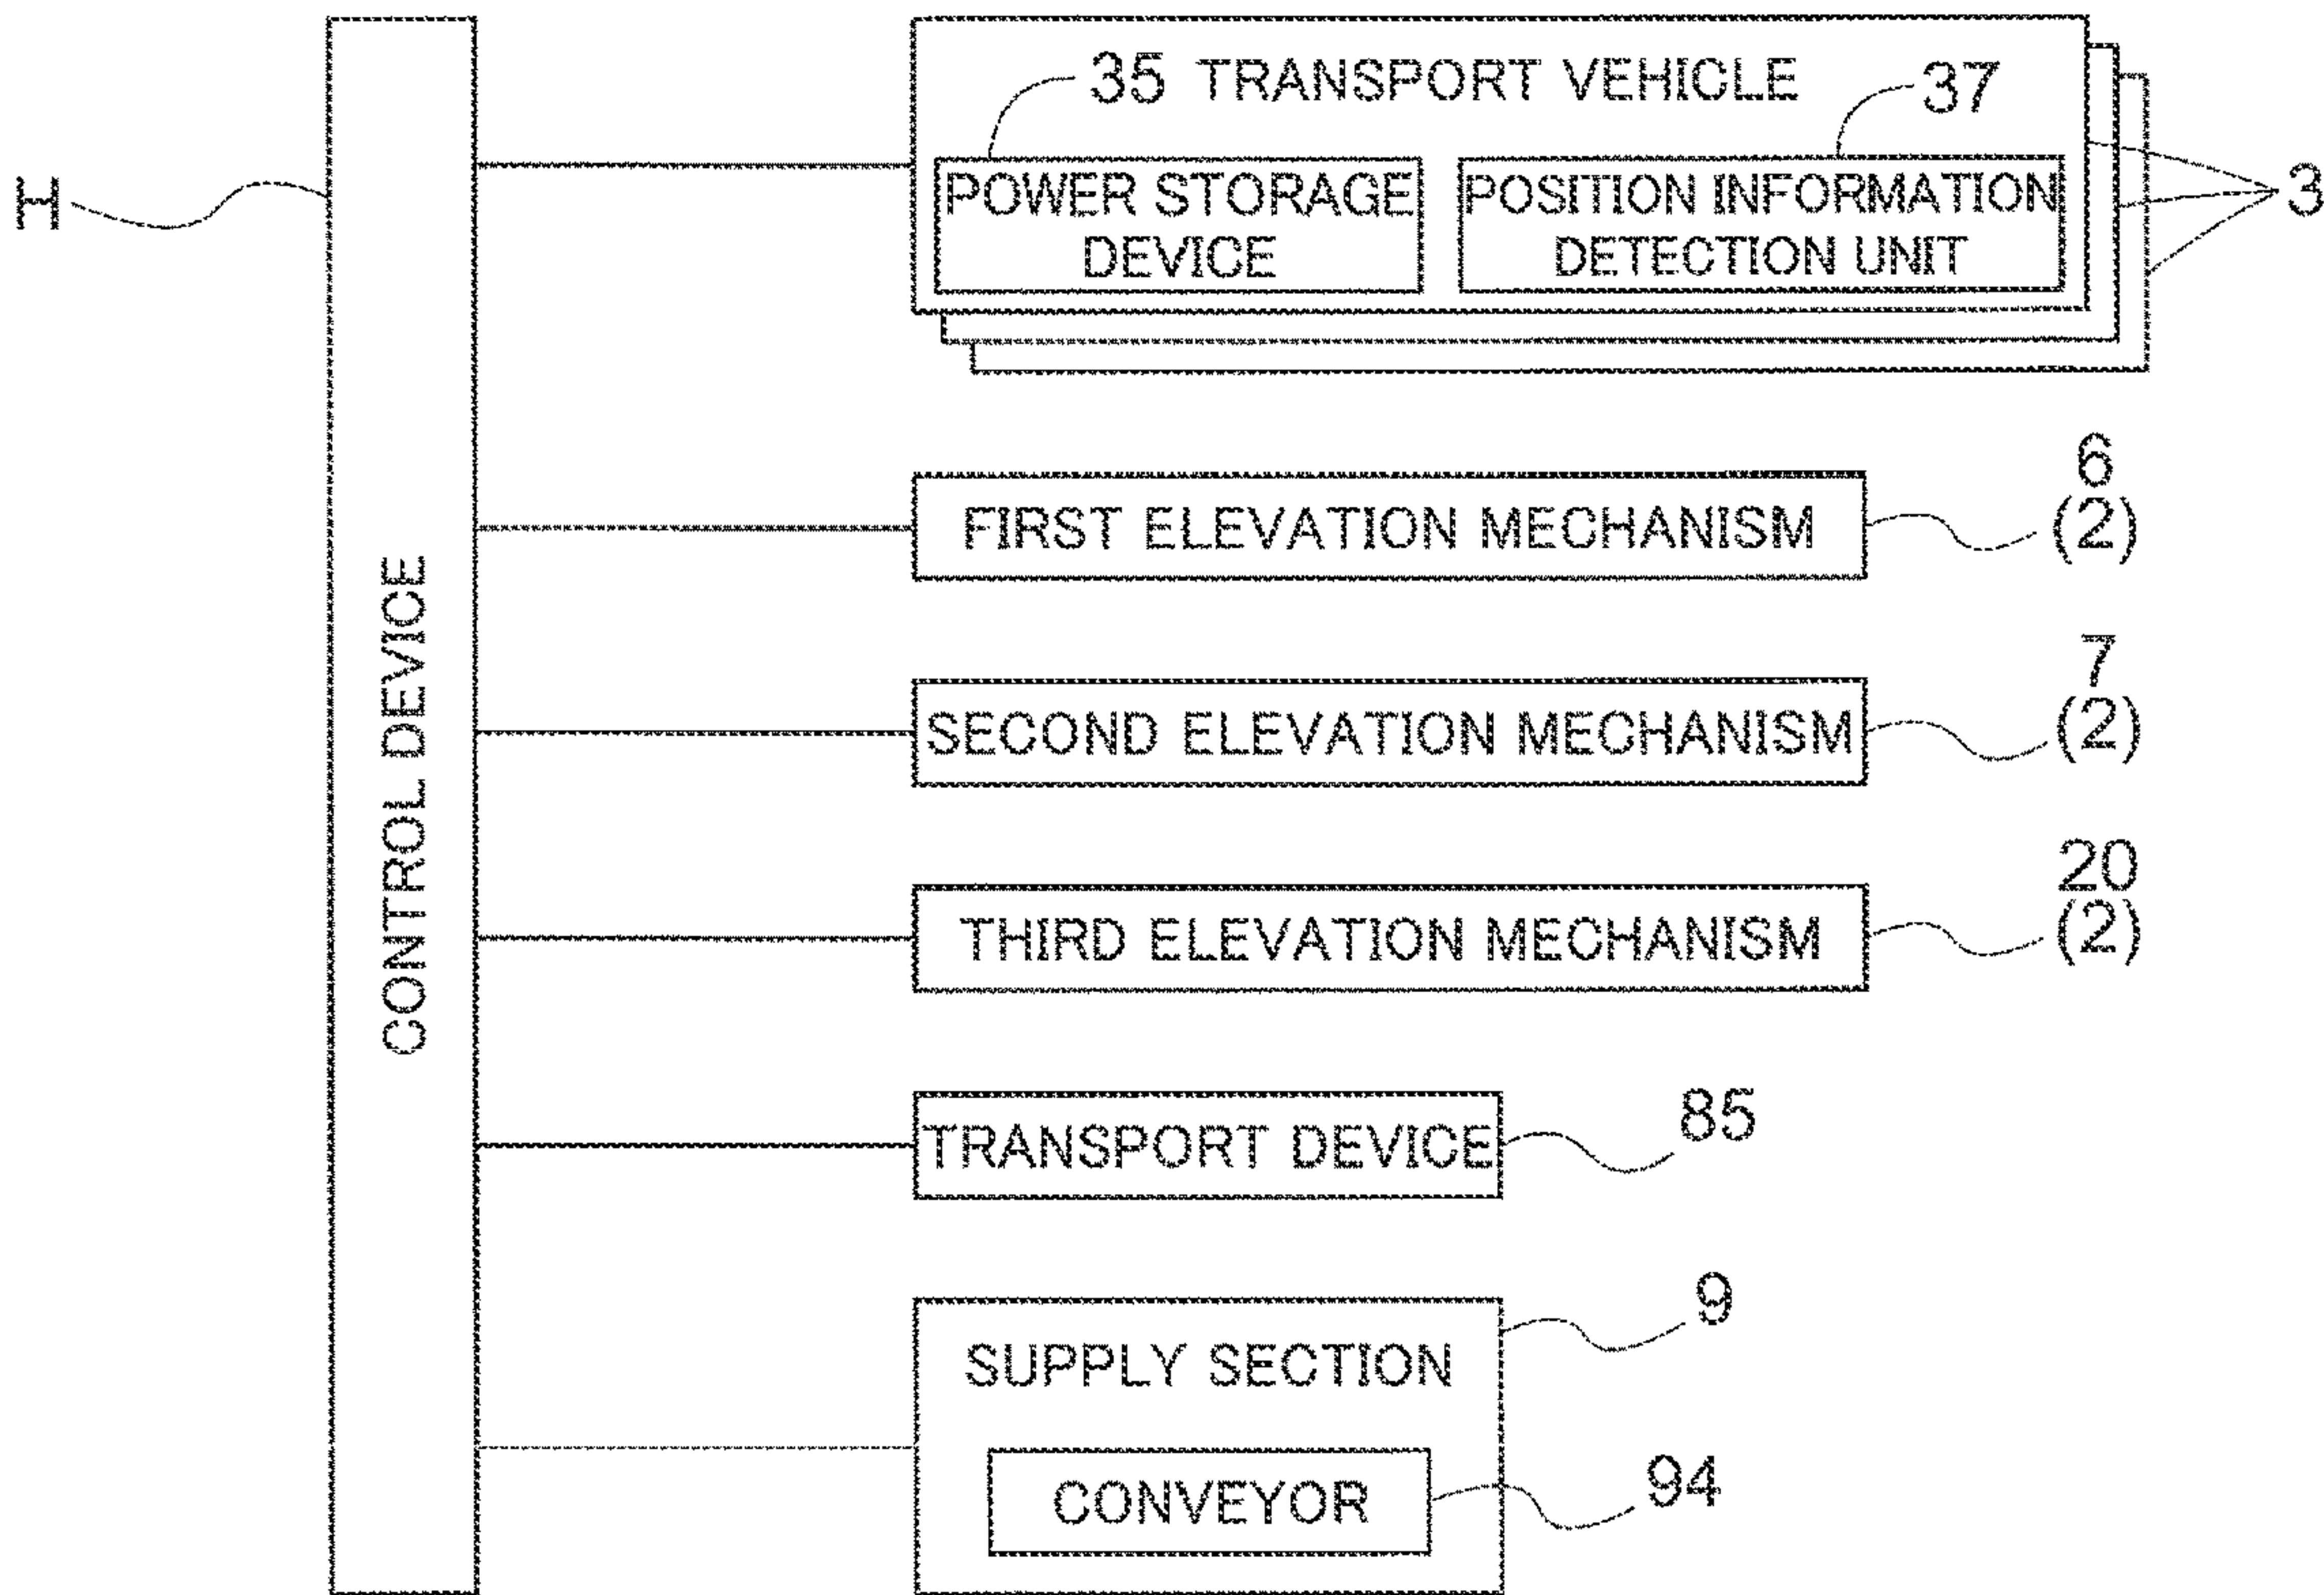 H
CONTROL DEVICE
35 TRANSPORT VEHICLE 37
POWER STORAGE
DEVICE
POSITION INFORMATION
DETECTION UNIT
3
FIRST ELEVATION MECHANISM
6
(2)
SECOND ELEVATION MECHANISM
7
(2)
THIRD ELEVATION MECHANISM
20
(2)
TRANSPORT DEVICE
85
SUPPLY SECTION
9
CONVEYOR
94